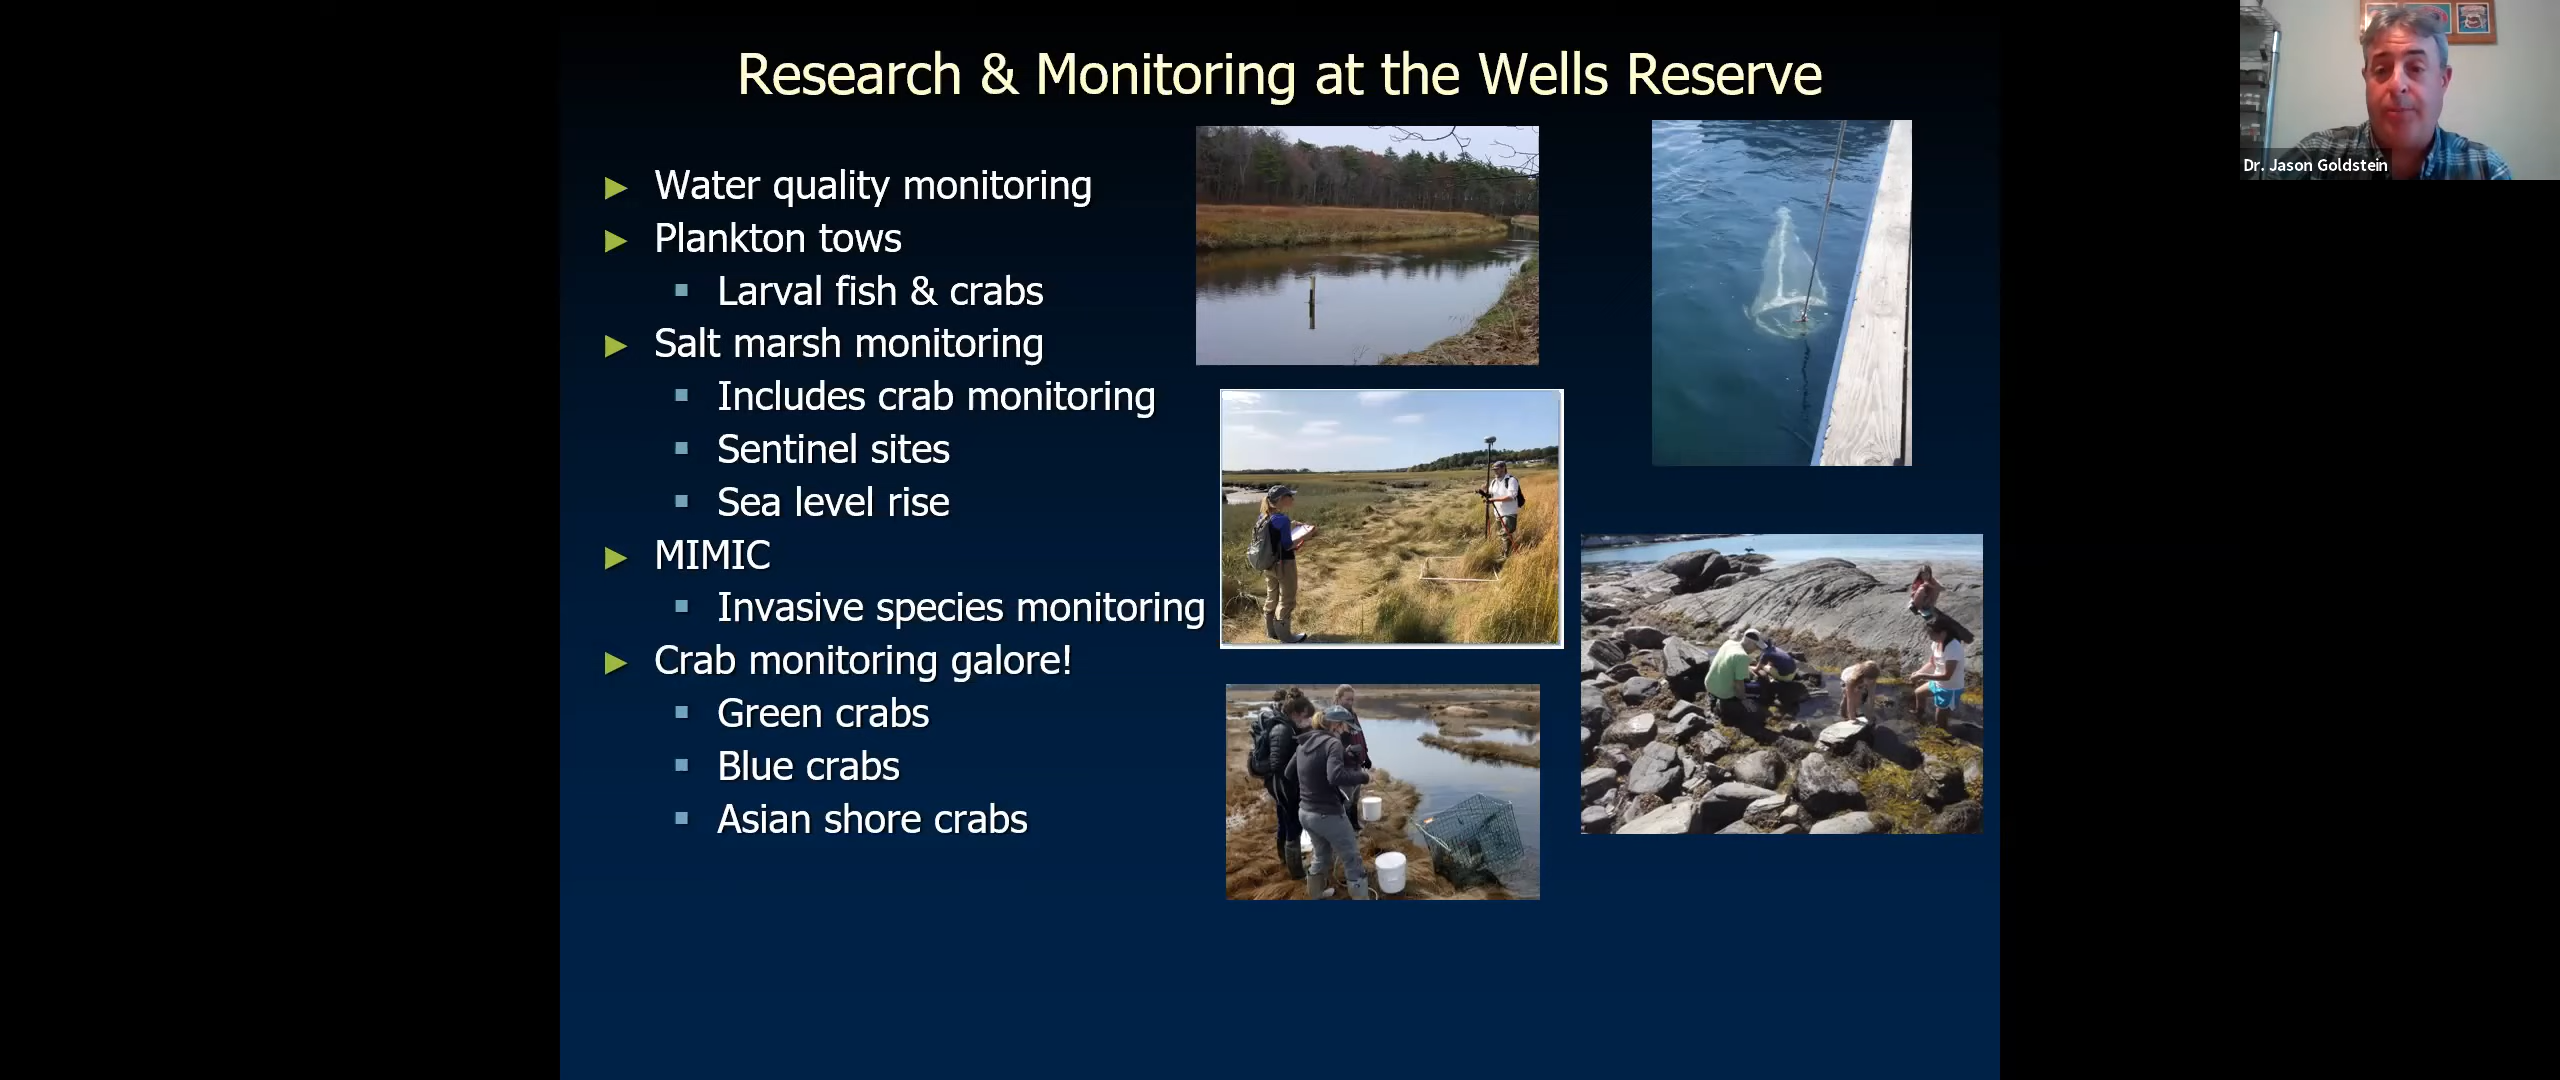 Research & Monitoring at the Wells Reserve
Water quality monitoring
Plankton tows
Larval fish & crabs
Salt marsh monitoring
Includes crab monitoring
Sentinel sites
Sea level rise
MIMIC
Invasive species monitoring
Crab monitoring galore!
Green crabs
Blue crabs
Asian shore crabs
Dr. Jason Goldstein